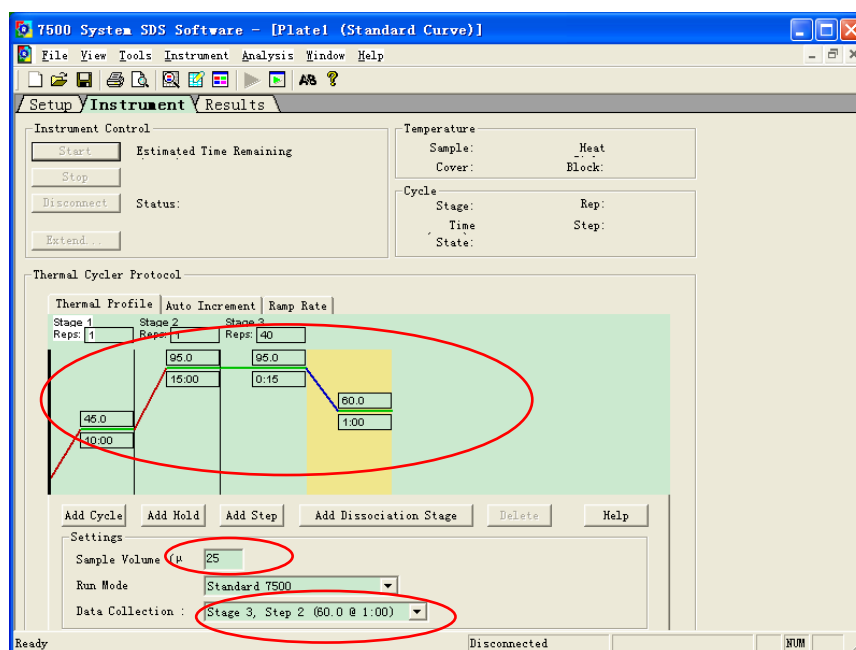 7500 System SDS Software - [Plate1 (Standard Curve)]
File View Tools Instrument Analysis Window Help
Setup Instrument Results
Instrument Control
Start Estimated Time Remaining
Stop
Disconnect Status:
Extend...
Temperature
Sample: Heat
Cover: Block:
Cycle
Stage: Rep:
Time Step:
State:
Thermal Cycler Protocol
Thermal Profile Auto Increment Ramp Rate
Stage 1 Stage 2 Stage 3
Reps: 1 Reps: 1 Reps: 40
95.0 95.0
15:00 0:15
60.0
45.0 1:00
10:00
Add Cycle Add Hold Add Step Add Dissociation Stage Delete Help
Settings
Sample Volume (μ 25
Run Mode Standard 7500
Data Collection : Stage 3, Step 2 (60.0 @ 1:00)
Ready Disconnected NUM